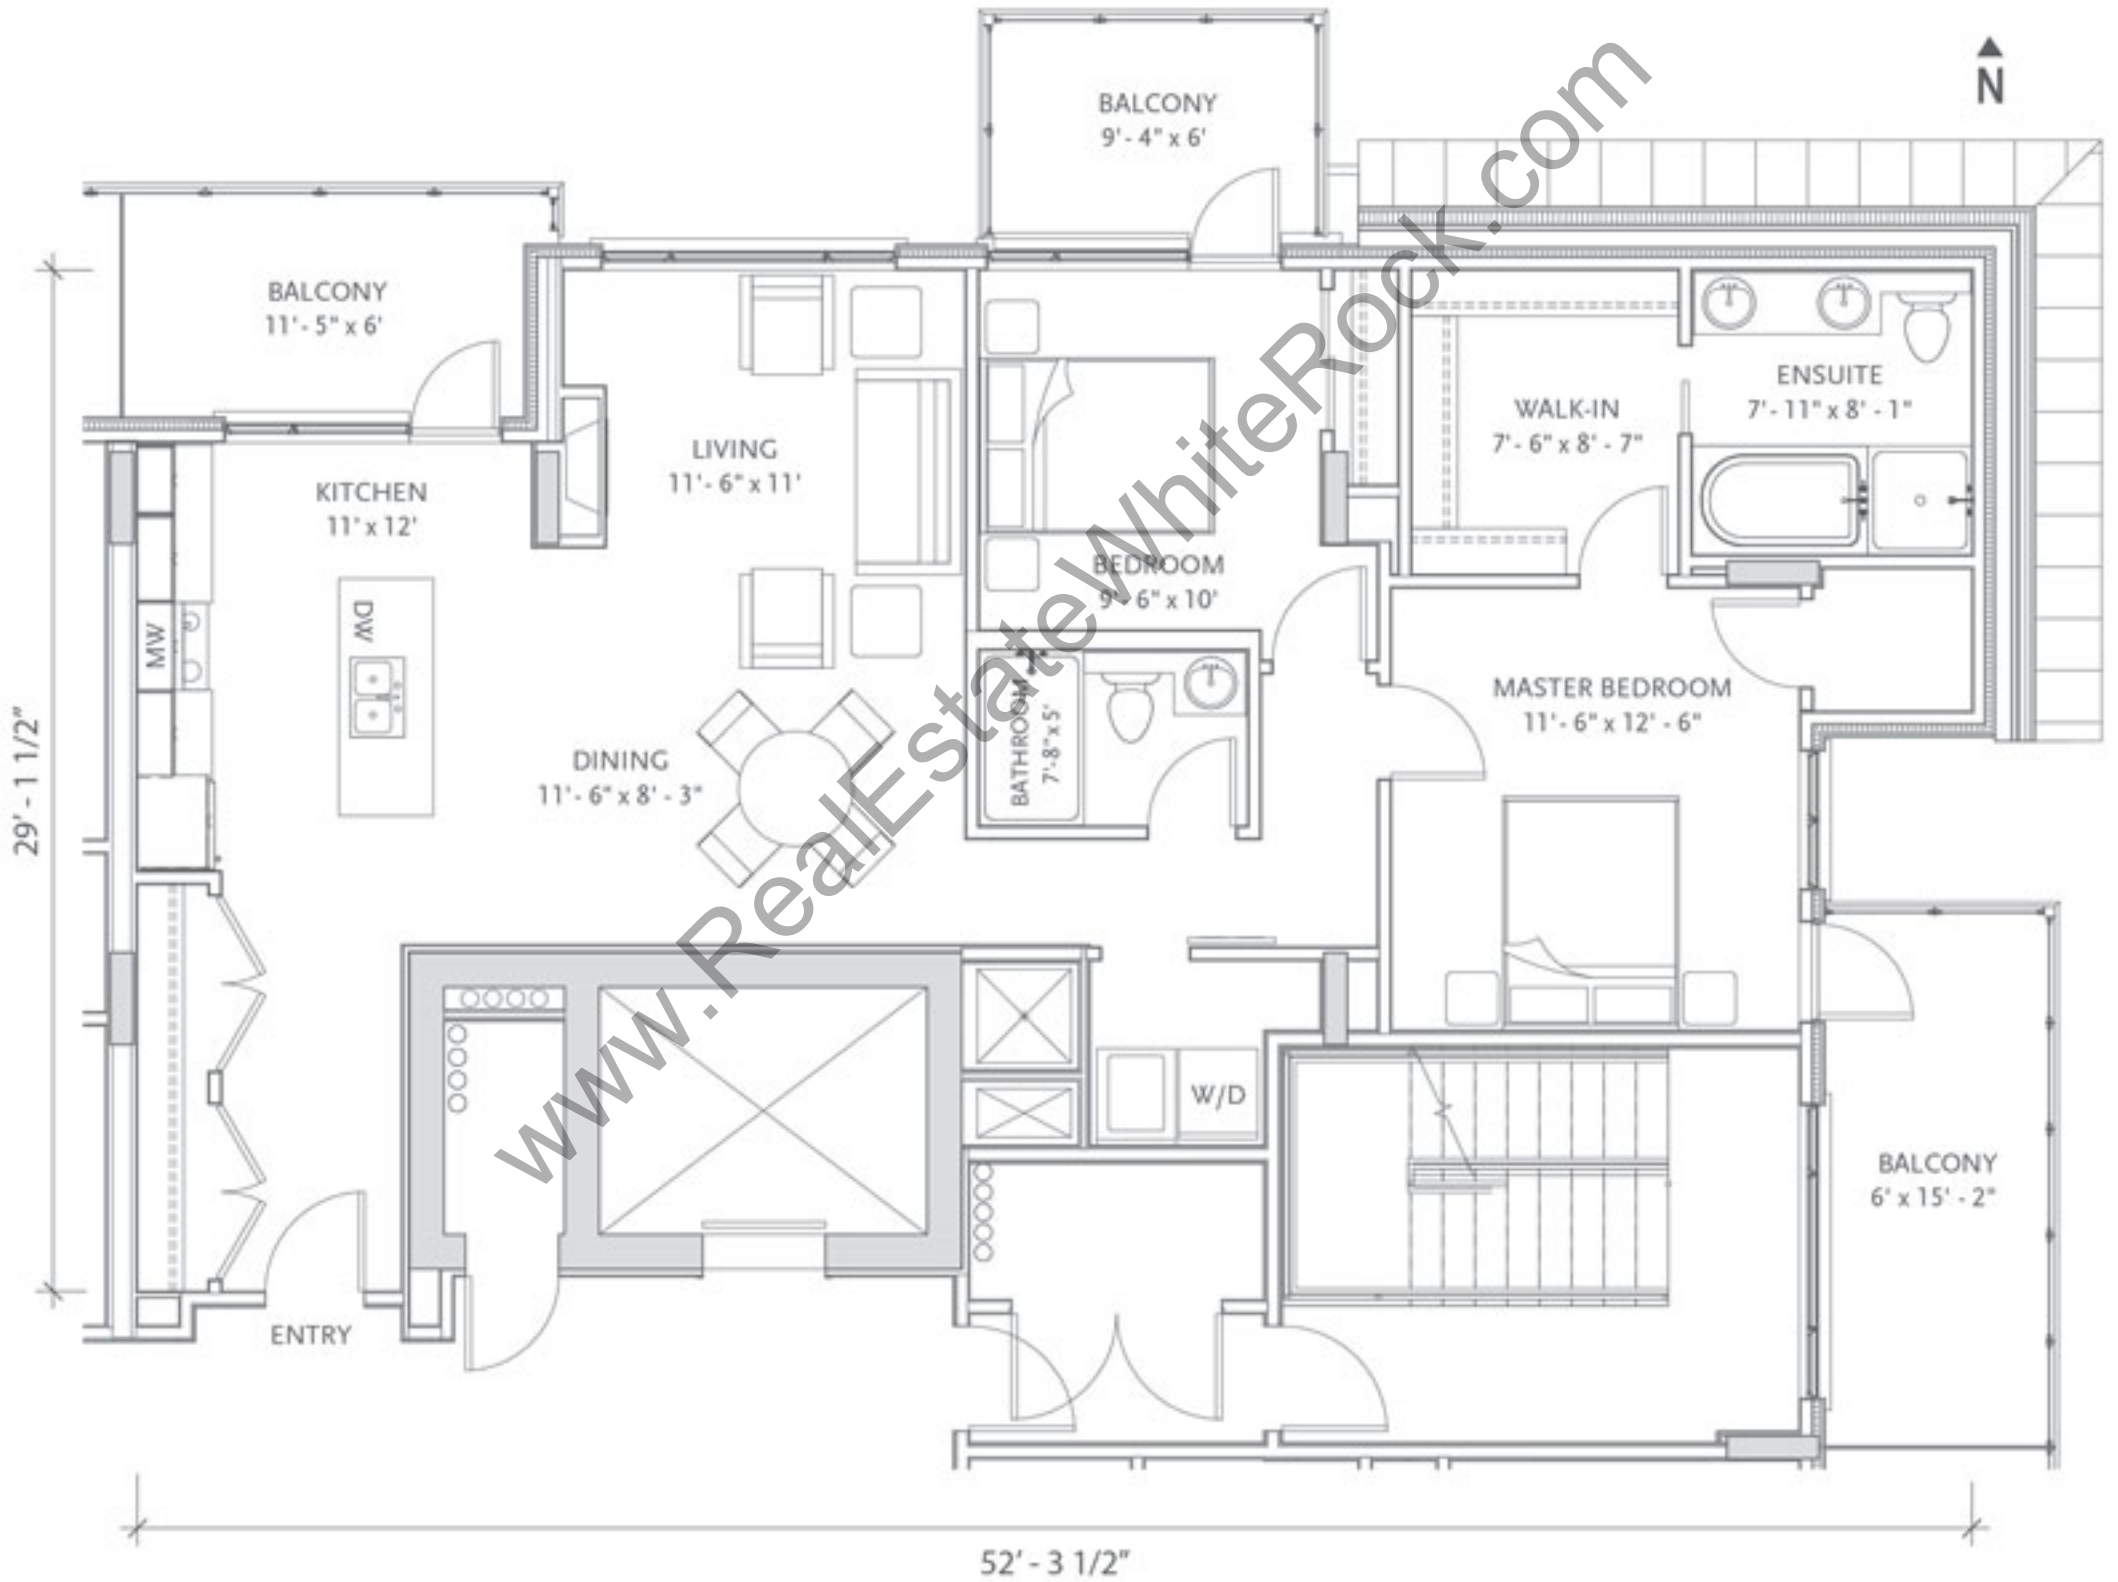 BALCONY
9' - 4" x 6'
N
BALCONY
11' - 5" x 6'
LIVING
11' - 6" x 11'
KITCHEN
11' x 12'
WALK-IN
7' - 6" x 8' - 7"
ENSUITE
7' - 11" x 8' - 1"
BEDROOM
9' - 6" x 10'
DW
MW
MASTER BEDROOM
11' - 6" x 12' - 6"
BATHROOM
7'-8" x 5'
DINING
11' - 6" x 8' - 3"
29' - 1 1/2"
W/D
BALCONY
6' x 15' - 2"
ENTRY
52' - 3 1/2"
www.RealEstateWhiteRock.com